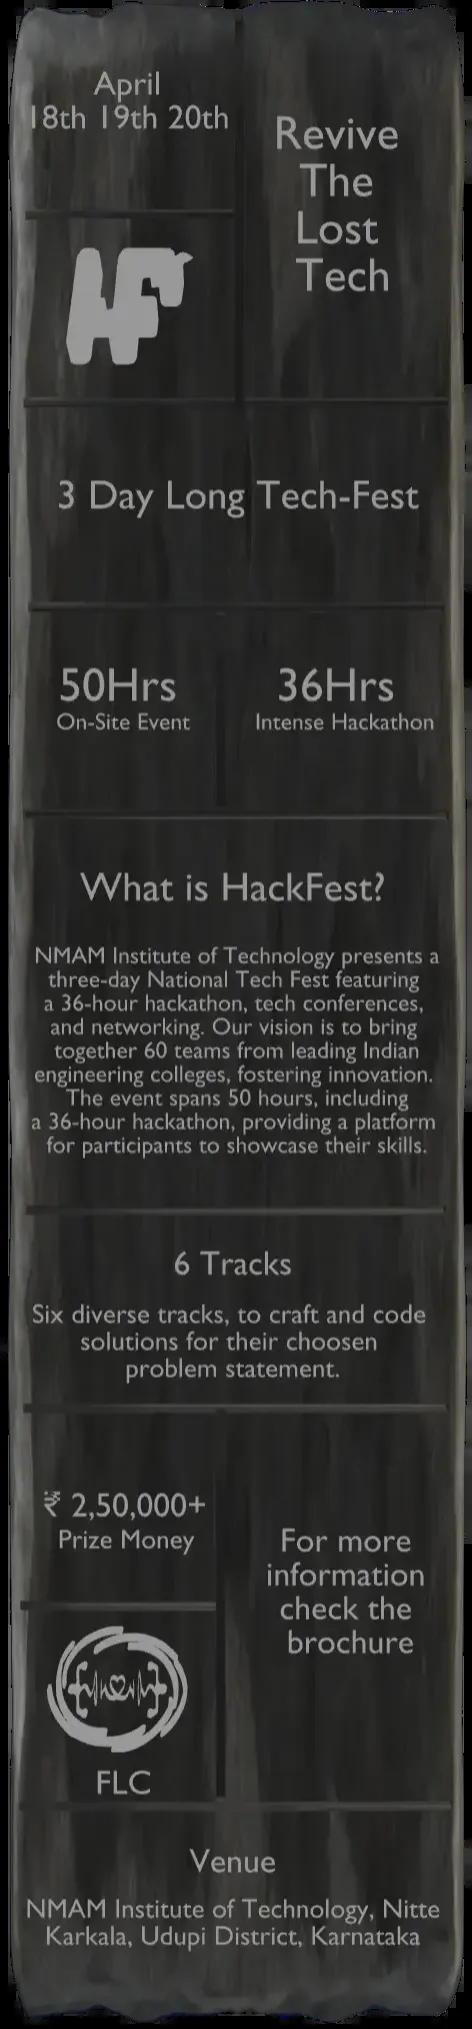 April
18th 19th 20th
Revive
The
Lost
Tech
HF
3 Day Long Tech-Fest
50Hrs
On-Site Event
36Hrs
Intense Hackathon
What is HackFest?
NMAM Institute of Technology presents a
three-day National Tech Fest featuring
a 36-hour hackathon, tech conferences,
and networking. Our vision is to bring
together 60 teams from leading Indian
engineering colleges, fostering innovation.
The event spans 50 hours, including
a 36-hour hackathon, providing a platform
for participants to showcase their skills.
6 Tracks
Six diverse tracks, to craft and code
solutions for their choosen
problem statement.
₹ 2,50,000+
Prize Money
For more
information
check the
brochure
FLC
Venue
NMAM Institute of Technology, Nitte
Karkala, Udupi District, Karnataka